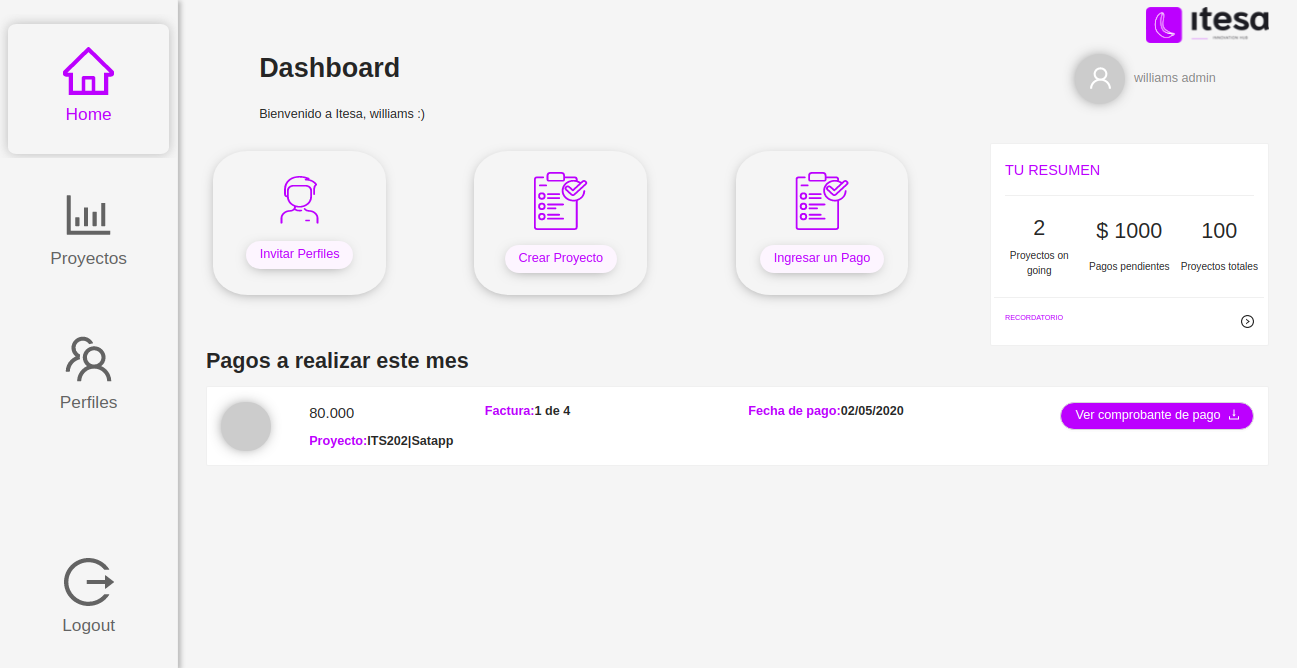 itesa
INNOVATION HUB
Home
Proyectos
Perfiles
Logout
Dashboard
Bienvenido a Itesa, williams :)
williams admin
Invitar Perfiles
Crear Proyecto
Ingresar un Pago
TU RESUMEN
2
Proyectos on
going
$ 1000
Pagos pendientes
100
Proyectos totales
RECORDATORIO
Pagos a realizar este mes
80.000
Proyecto:ITS202|Satapp
Factura:1 de 4
Fecha de pago:02/05/2020
Ver comprobante de pago